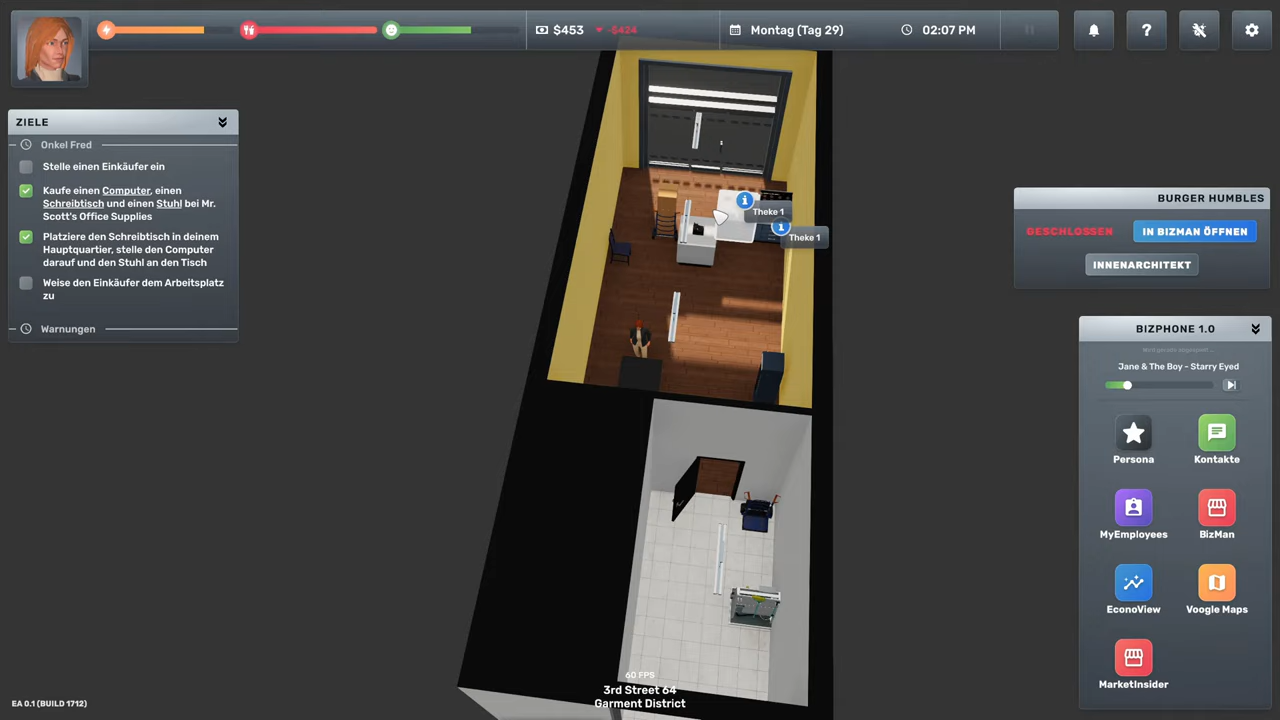 $453 $424
Montag (Tag 29)
02:07 PM
?
ZIELE
Onkel Fred
Stelle einen Einkäufer ein
Kaufe einen Computer, einen
Schreibtisch und einen Stuhl bei Mr.
Scott's Office Supplies
Platziere den Schreibtisch in deinem
Hauptquartier, stelle den Computer
darauf und den Stuhl an den Tisch
Weise den Einkäufer dem Arbeitsplatz
zu
Warnungen
Theke 1
Theke 1
BURGER HUMBLES
GESCHLOSSEN
IN BIZMAN ÖFFNEN
INNENARCHITEKT
BIZPHONE 1.0
Wird gerade abgespielt ...
Jane & The Boy - Starry Eyed
Persona
Kontakte
MyEmployees
BizMan
EconoView
Voogle Maps
MarketInsider
60 FPS
3rd Street 64
Garment District
EA 0.1 (BUILD 1712)